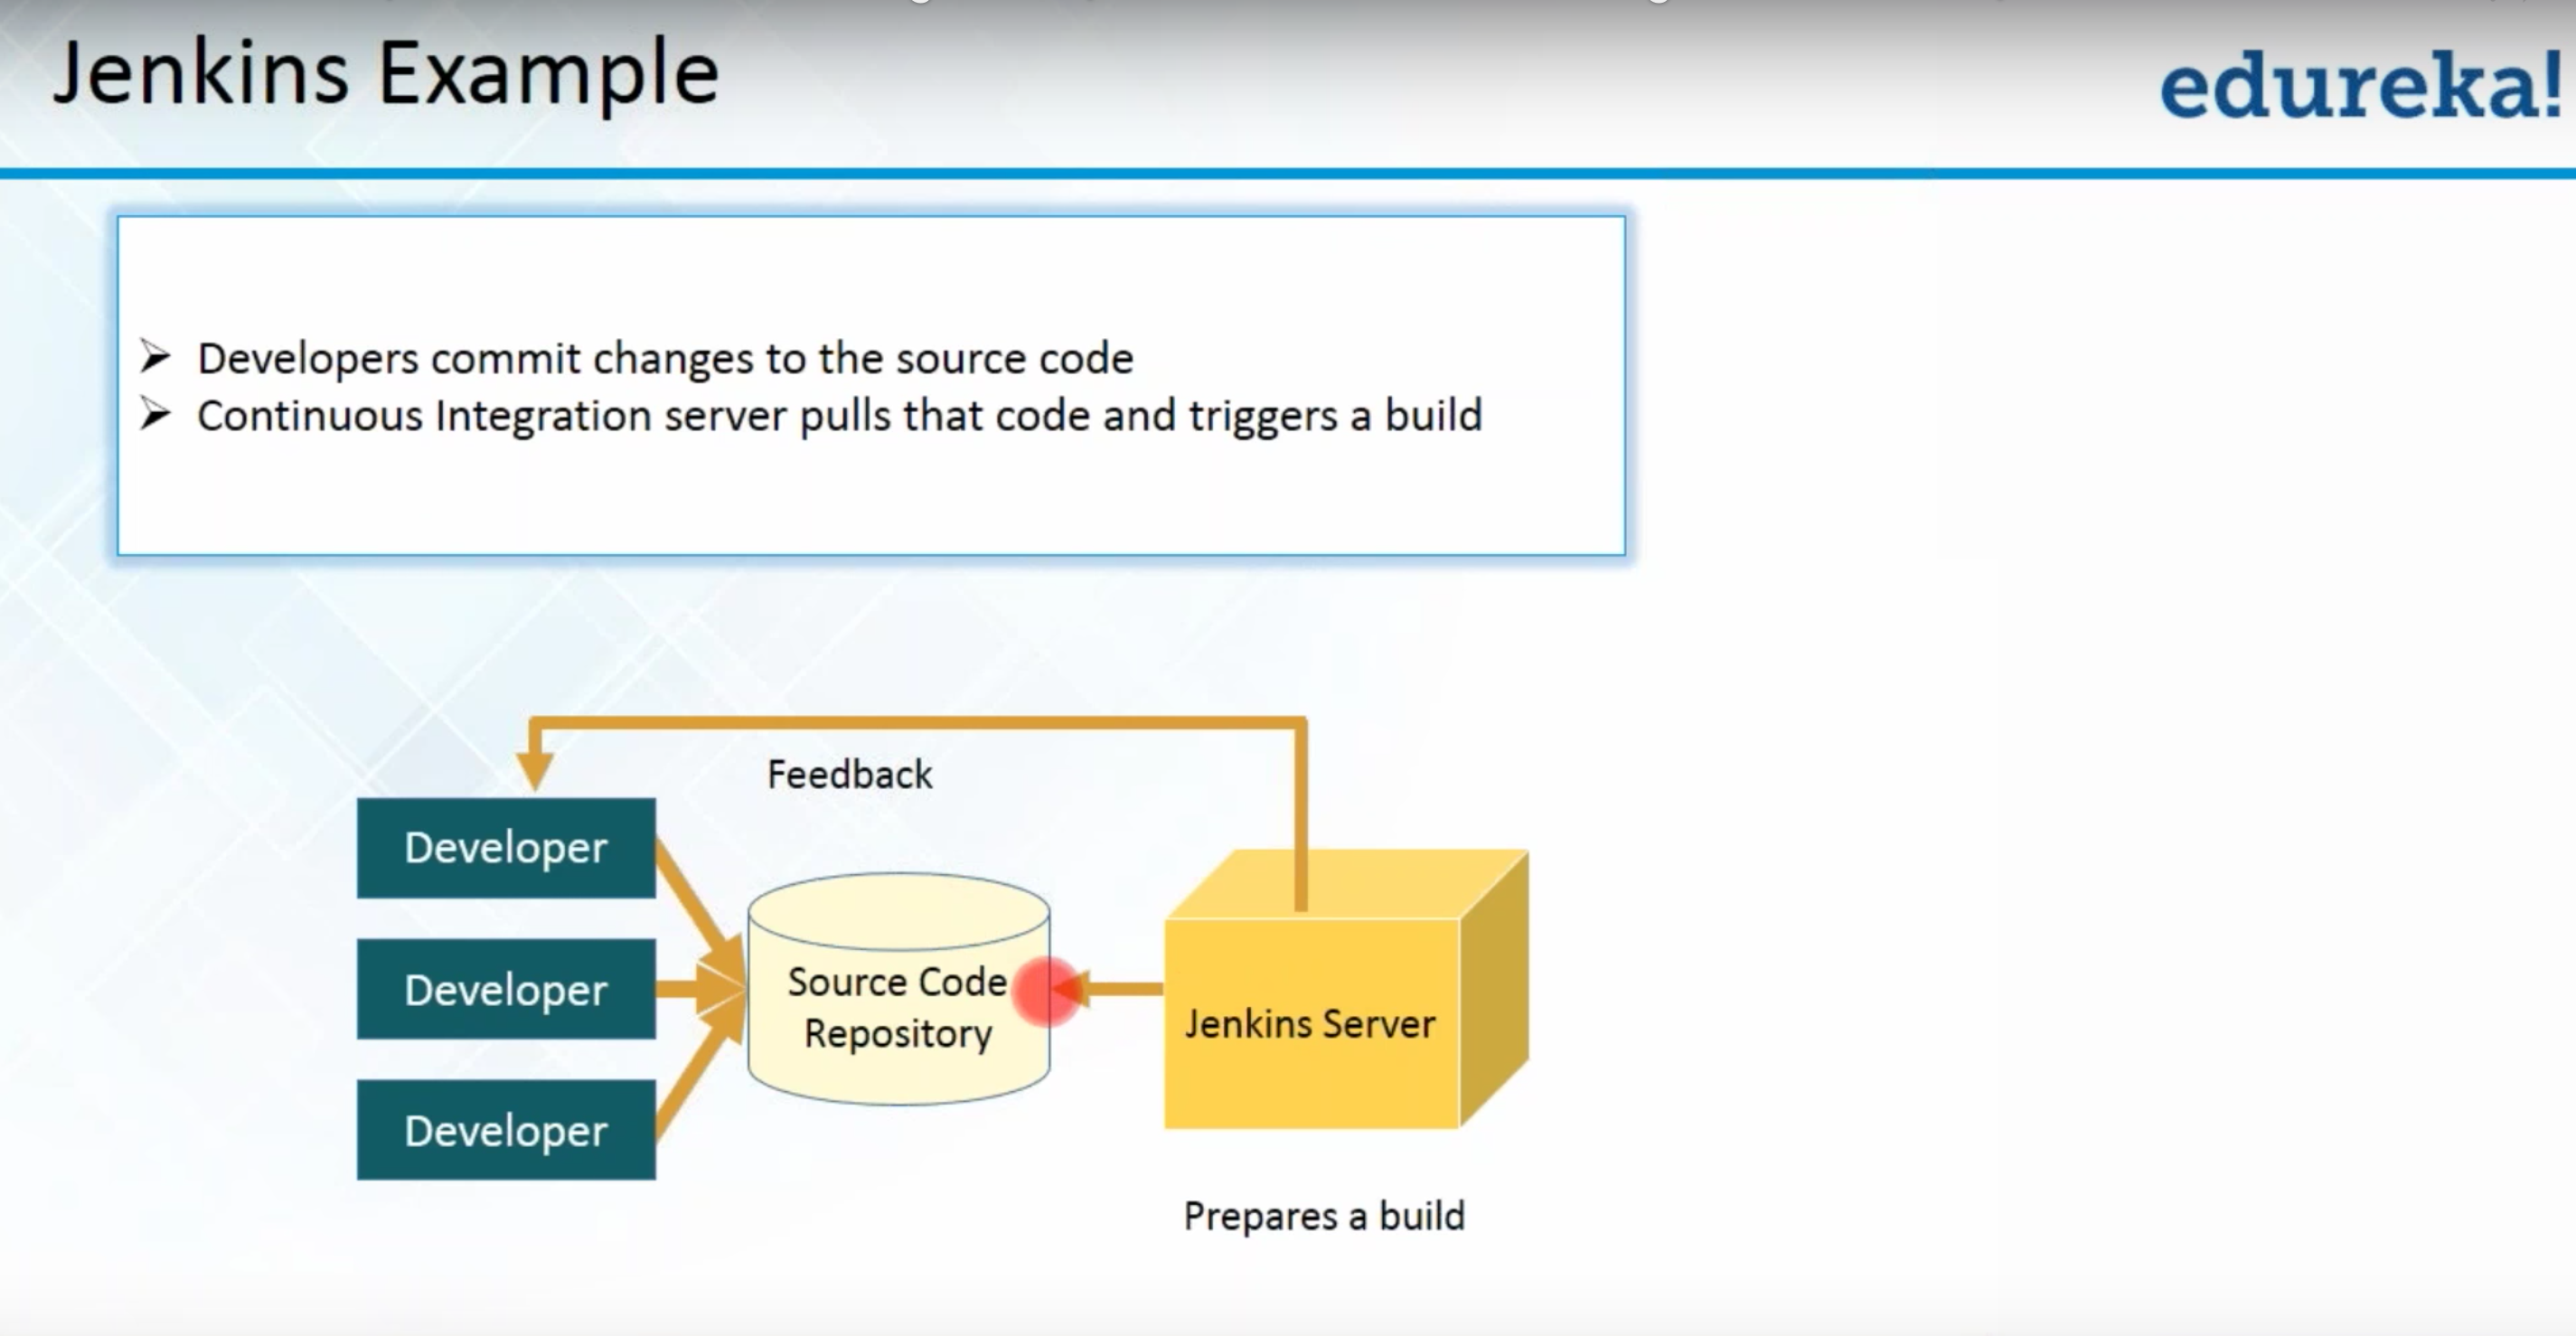 Jenkins Example
edureka!
Developers commit changes to the source code
Continuous Integration server pulls that code and triggers a build
Feedback
Developer
Developer
Developer
Source Code
Repository
Jenkins Server
Prepares a build